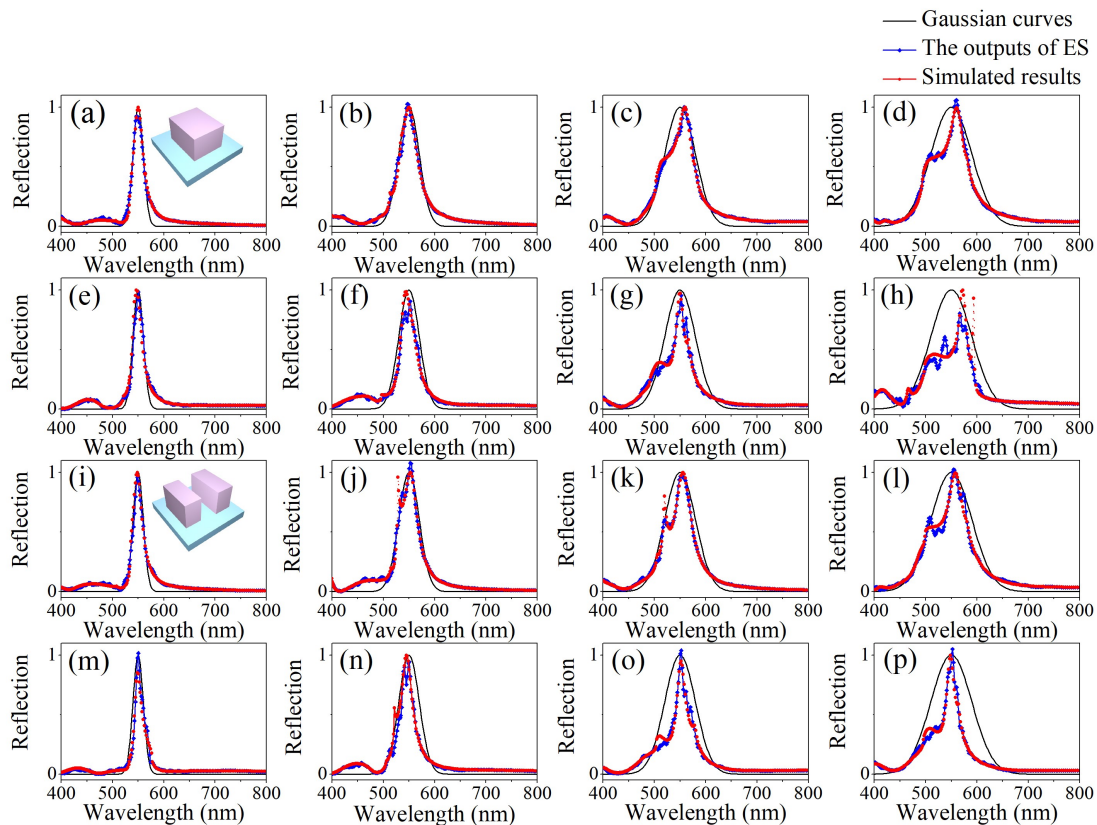 Gaussian curves
The outputs of ES
Simulated results
(a) (b) (c) (d)
Reflection Reflection Reflection Reflection
1 1 1 1
0 0 0 0
400 500 600 700 800 400 500 600 700 800 400 500 600 700 800 400 500 600 700 800
Wavelength (nm) Wavelength (nm) Wavelength (nm) Wavelength (nm)
(e) (f) (g) (h)
Reflection Reflection Reflection Reflection
1 1 1 1
0 0 0 0
400 500 600 700 800 400 500 600 700 800 400 500 600 700 800 400 500 600 700 800
Wavelength (nm) Wavelength (nm) Wavelength (nm) Wavelength (nm)
(i) (j) (k) (l)
Reflection Reflection Reflection Reflection
1 1 1 1
0 0 0 0
400 500 600 700 800 400 500 600 700 800 400 500 600 700 800 400 500 600 700 800
Wavelength (nm) Wavelength (nm) Wavelength (nm) Wavelength (nm)
(m) (n) (o) (p)
Reflection Reflection Reflection Reflection
1 1 1 1
0 0 0 0
400 500 600 700 800 400 500 600 700 800 400 500 600 700 800 400 500 600 700 800
Wavelength (nm) Wavelength (nm) Wavelength (nm) Wavelength (nm)